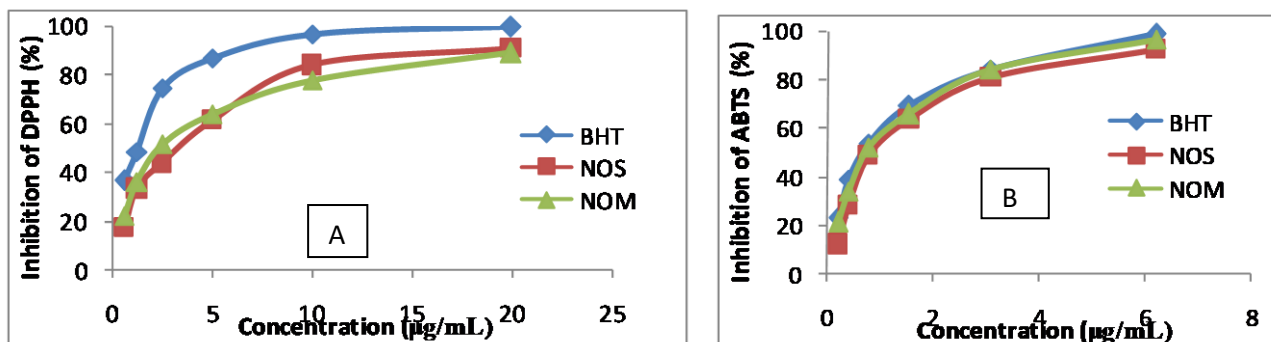 Inhibition of DPPH (%)
100
80
60
40
20
0
0 5 10 15 20 25
Concentration (µg/mL)
BHT
NOS
NOM
A
Inhibition of ABTS (%)
100
80
60
40
20
0
0 2 4 6 8
Concentration (µg/mL)
BHT
NOS
NOM
B